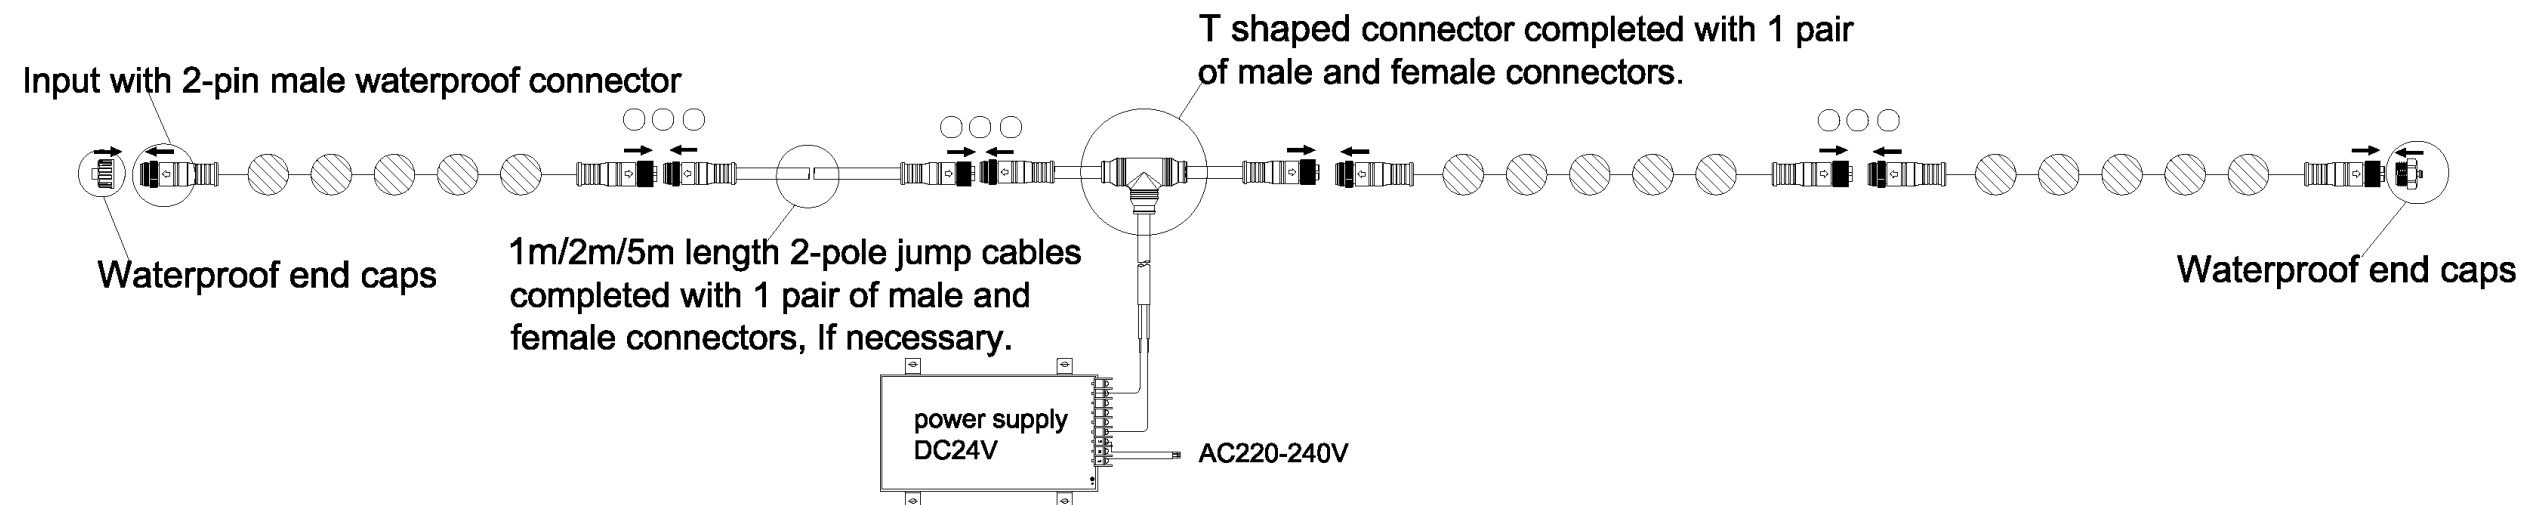 T shaped connector completed with 1 pair
of male and female connectors.
Input with 2-pin male waterproof connector
Waterproof end caps
1m/2m/5m length 2-pole jump cables
completed with 1 pair of male and
female connectors, If necessary.
Waterproof end caps
power supply
DC24V
AC220-240V